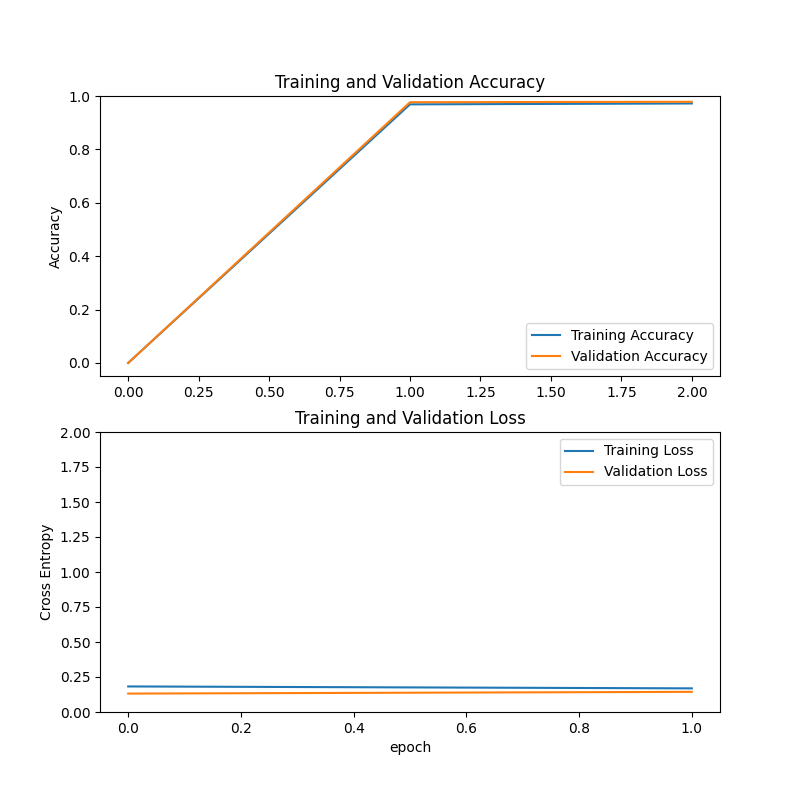 Training and Validation Accuracy
1.0
0.8
0.6
0.4
0.2
0.0
Accuracy
Training Accuracy
Validation Accuracy
0.00 0.25 0.50 0.75 1.00 1.25 1.50 1.75 2.00
Training and Validation Loss
2.00
1.75
1.50
1.25
1.00
0.75
0.50
0.25
0.00
Cross Entropy
Training Loss
Validation Loss
0.0 0.2 0.4 0.6 0.8 1.0
epoch